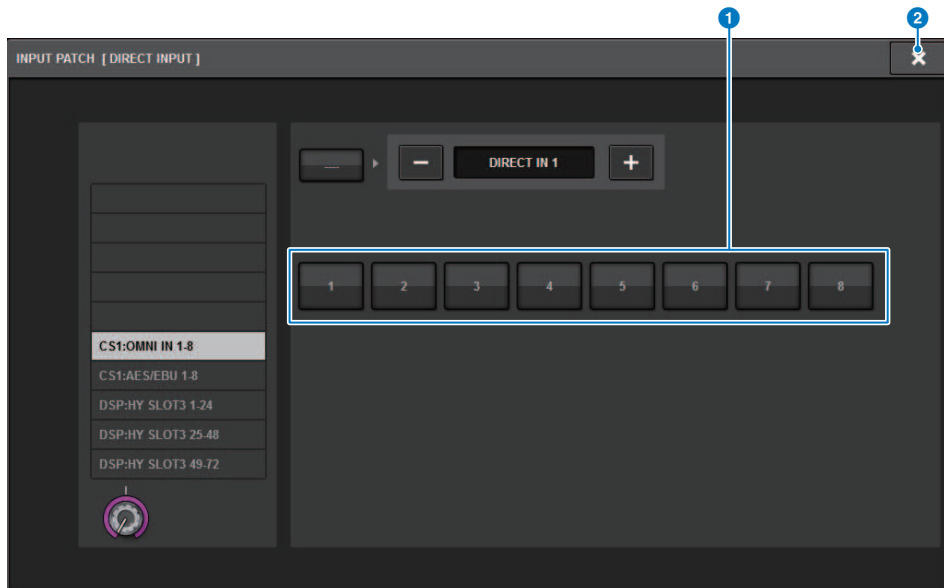 1 2
INPUT PATCH [ DIRECT INPUT ]
DIRECT IN 1
1 2 3 4 5 6 7 8
CS1:OMNI IN 1-8
CS1:AES/EBU 1-8
DSP:HY SLOT3 1-24
DSP:HY SLOT3 25-48
DSP:HY SLOT3 49-72